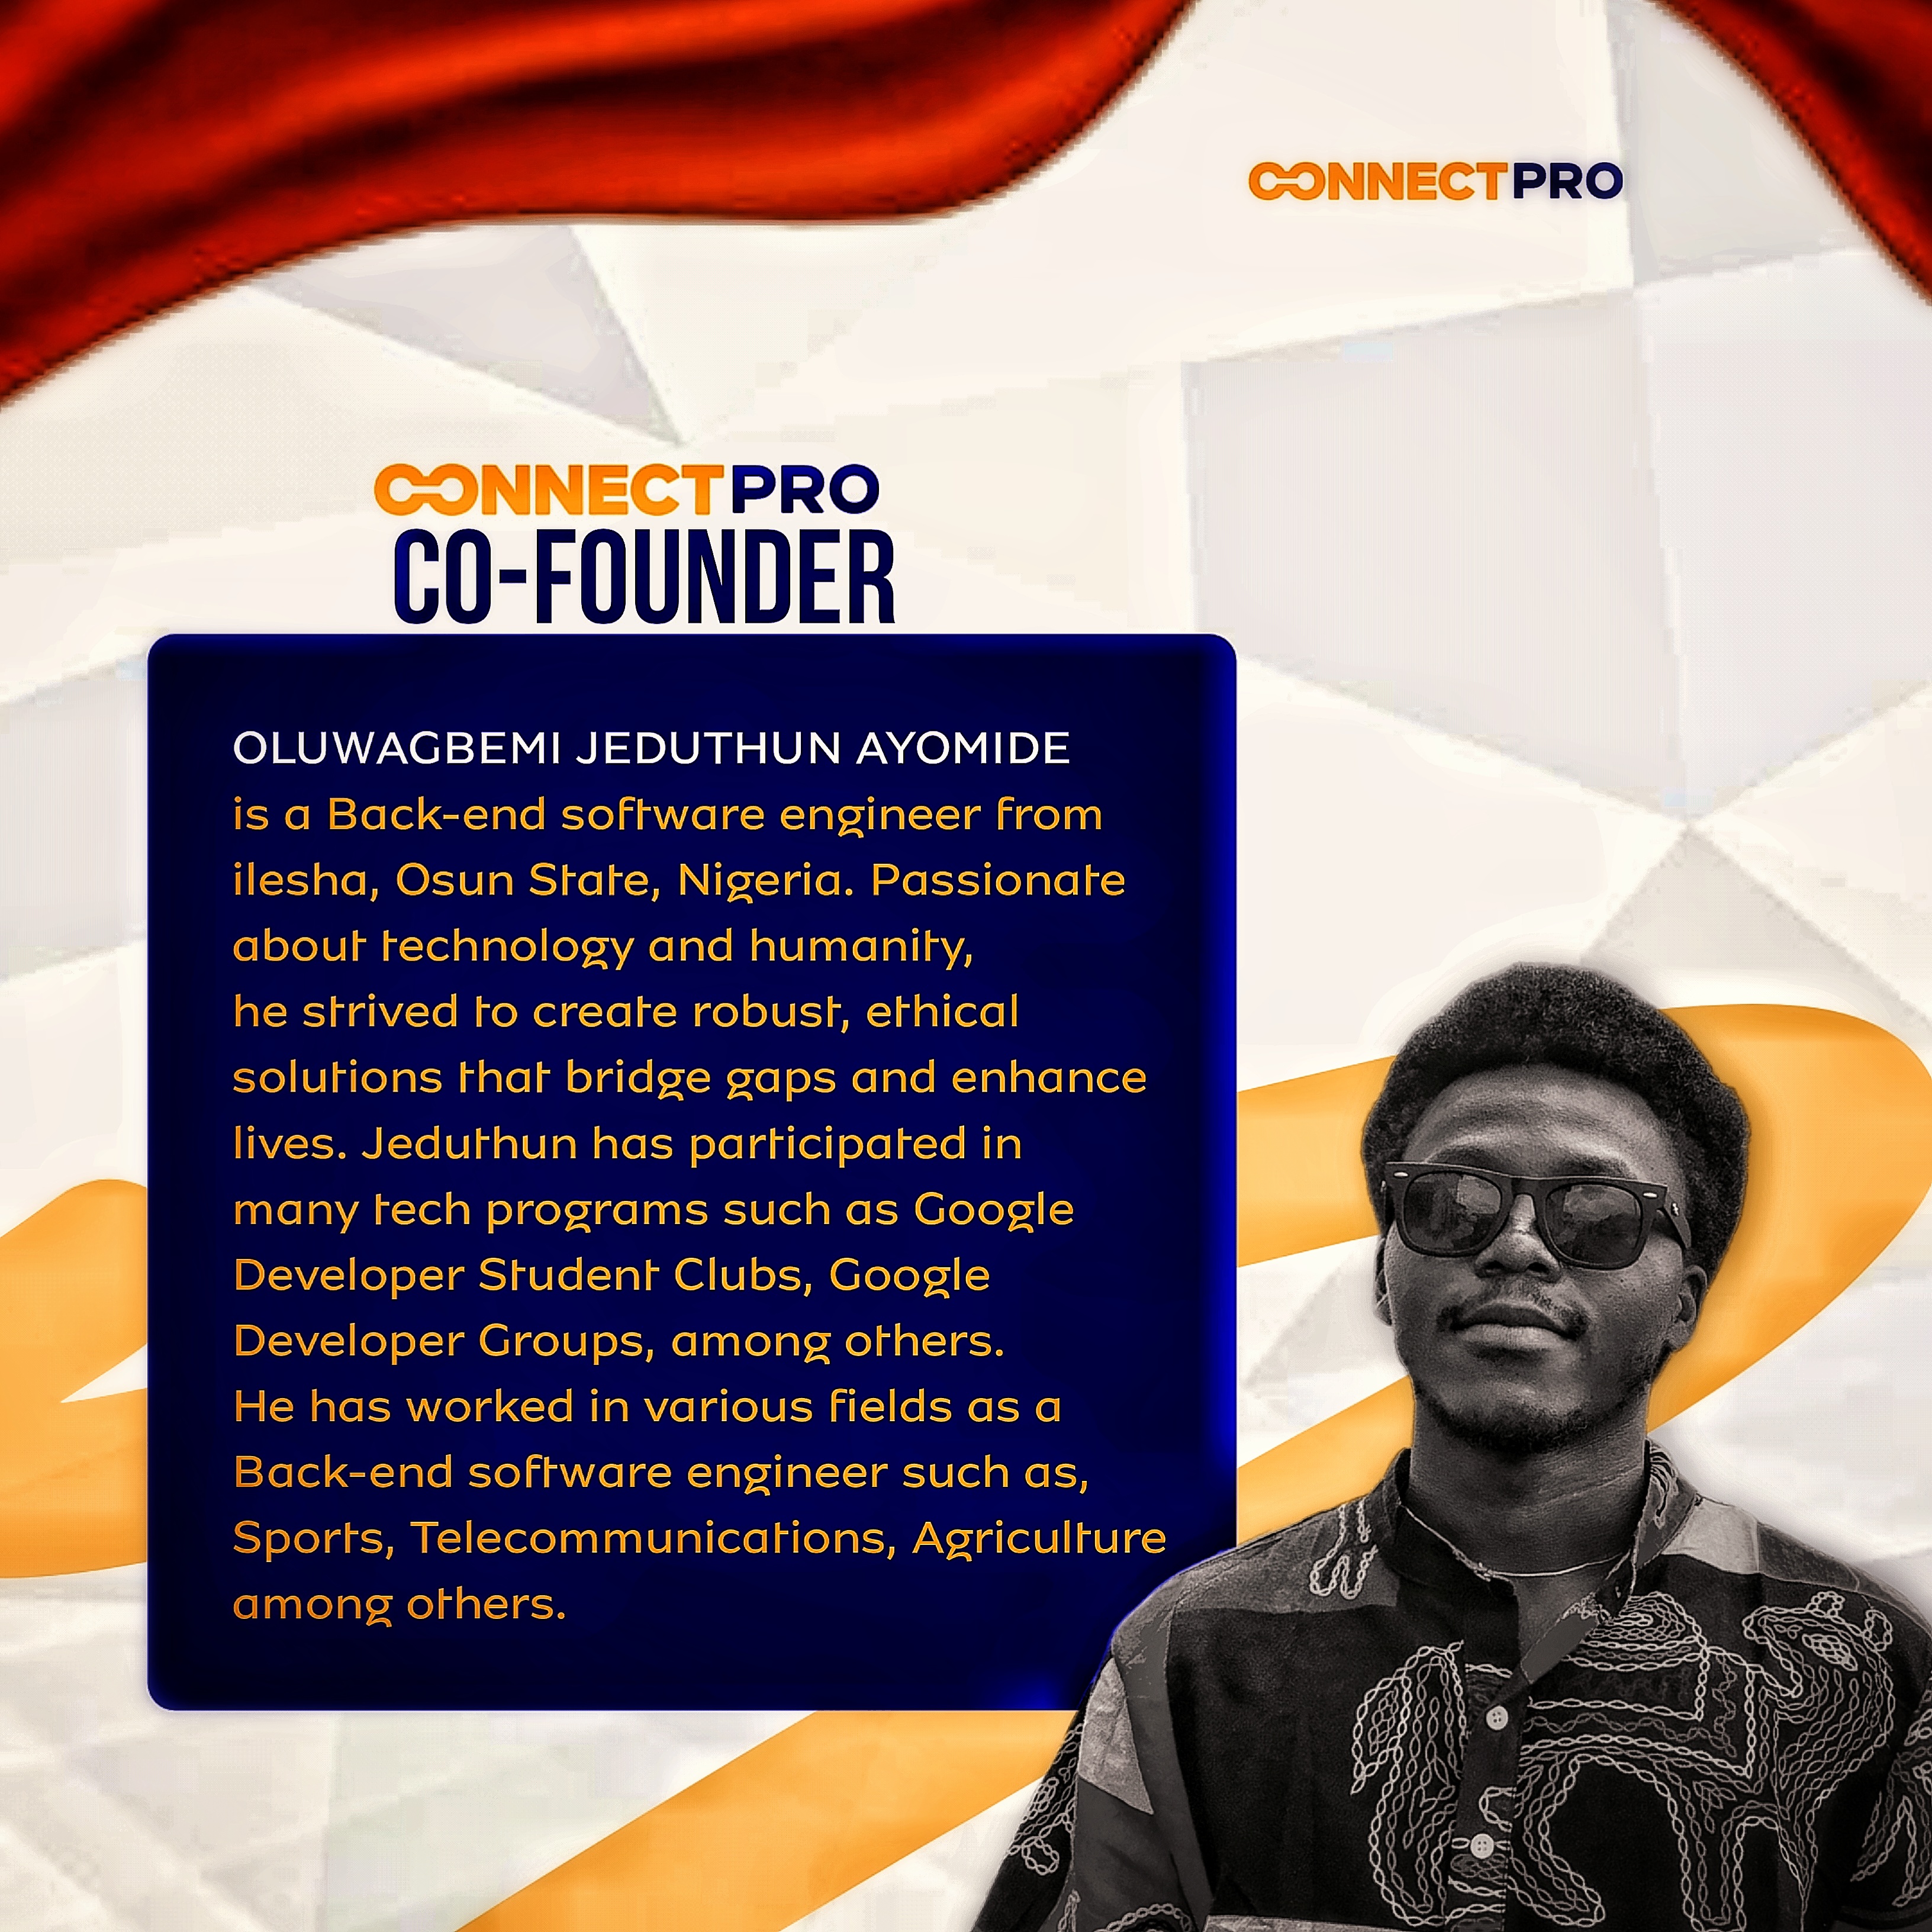 CONNECTPRO
CONNECTPRO
CO-FOUNDER
OLUWAGBEMI JEDUTHUN AYOMIDE
is a Back-end software engineer from
ilesha, Osun State, Nigeria. Passionate
about technology and humanity,
he strived to create robust, ethical
solutions that bridge gaps and enhance
lives. Jeduthun has participated in
many tech programs such as Google
Developer Student Clubs, Google
Developer Groups, among others.
He has worked in various fields as a
Back-end software engineer such as,
Sports, Telecommunications, Agriculture
among others.